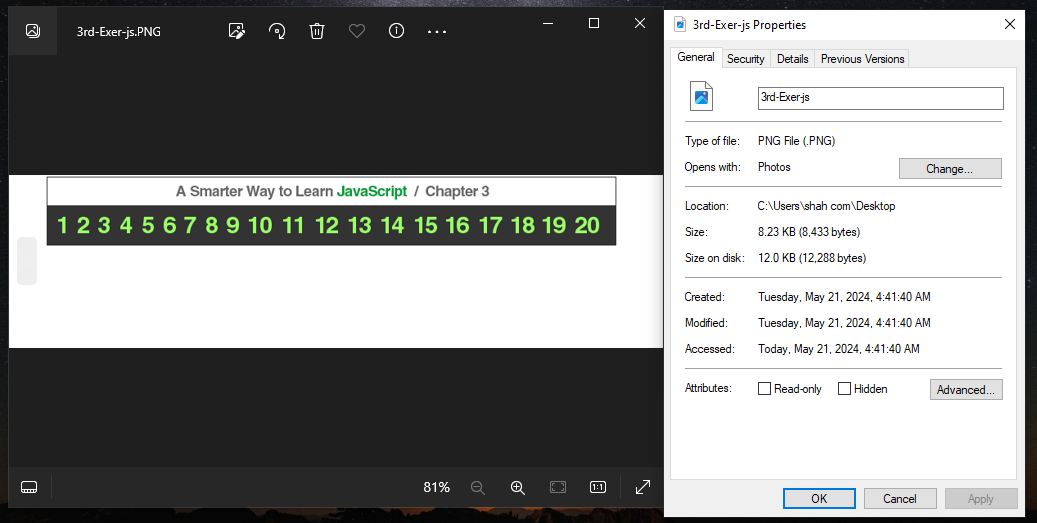 3rd-Exer-js.PNG
A Smarter Way to Learn JavaScript / Chapter 3
1 2 3 4 5 6 7 8 9 10 11 12 13 14 15 16 17 18 19 20
81%
1:1
3rd-Exer-js Properties
General Security Details Previous Versions
3rd-Exer-js
Type of file: PNG File (.PNG)
Opens with: Photos Change...
Location: C:\Users\shah com\Desktop
Size: 8.23 KB (8,433 bytes)
Size on disk: 12.0 KB (12,288 bytes)
Created: Tuesday, May 21, 2024, 4:41:40 AM
Modified: Tuesday, May 21, 2024, 4:41:40 AM
Accessed: Today, May 21, 2024, 4:41:40 AM
Attributes: Read-only Hidden Advanced...
OK Cancel Apply